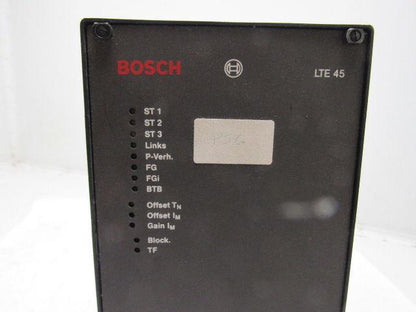 BOSCH
LTE 45
ST 1
ST 2
ST 3
Links
P-Verh.
FG
FGi
BTB
Offset TN
Offset IM
Gain IM
Block.
TF